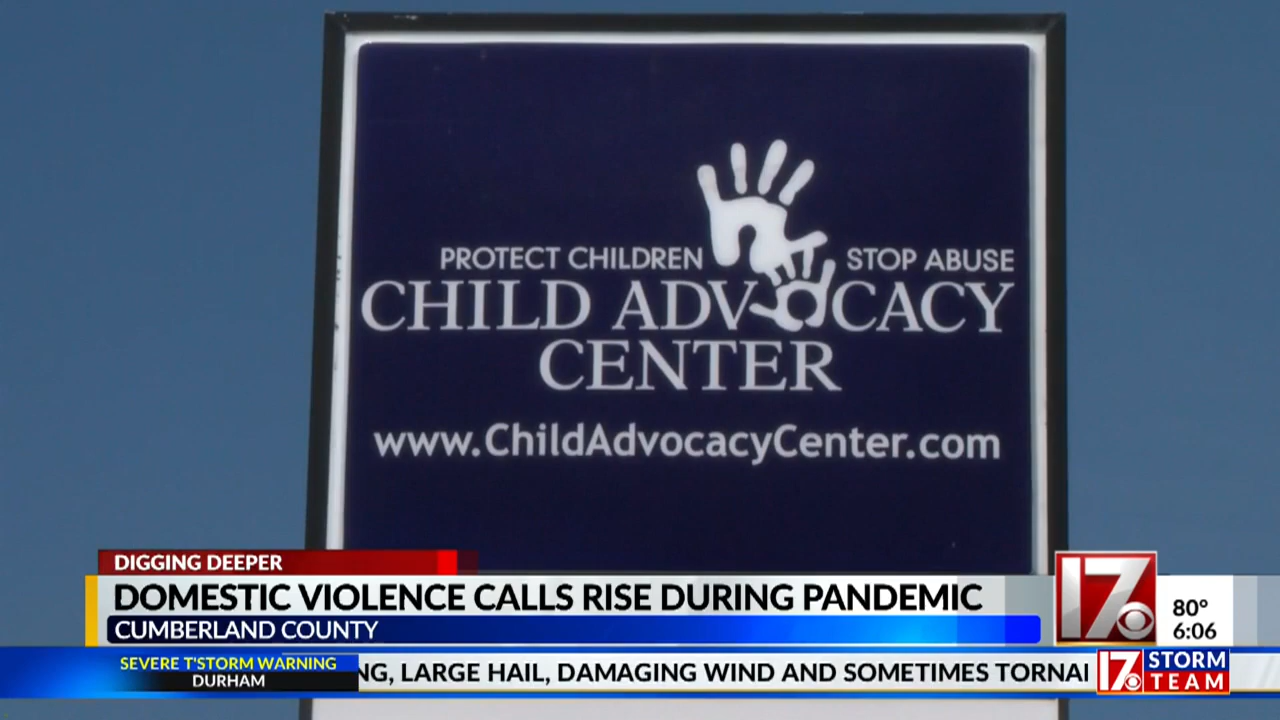 PROTECT CHILDREN STOP ABUSE
CHILD ADVOCACY
CENTER
www.ChildAdvocacyCenter.com
DIGGING DEEPER
DOMESTIC VIOLENCE CALLS RISE DURING PANDEMIC
CUMBERLAND COUNTY
17
80°
6:06
SEVERE T'STORM WARNING
DURHAM
NG, LARGE HAIL, DAMAGING WIND AND SOMETIMES TORNA
17 STORM
TEAM